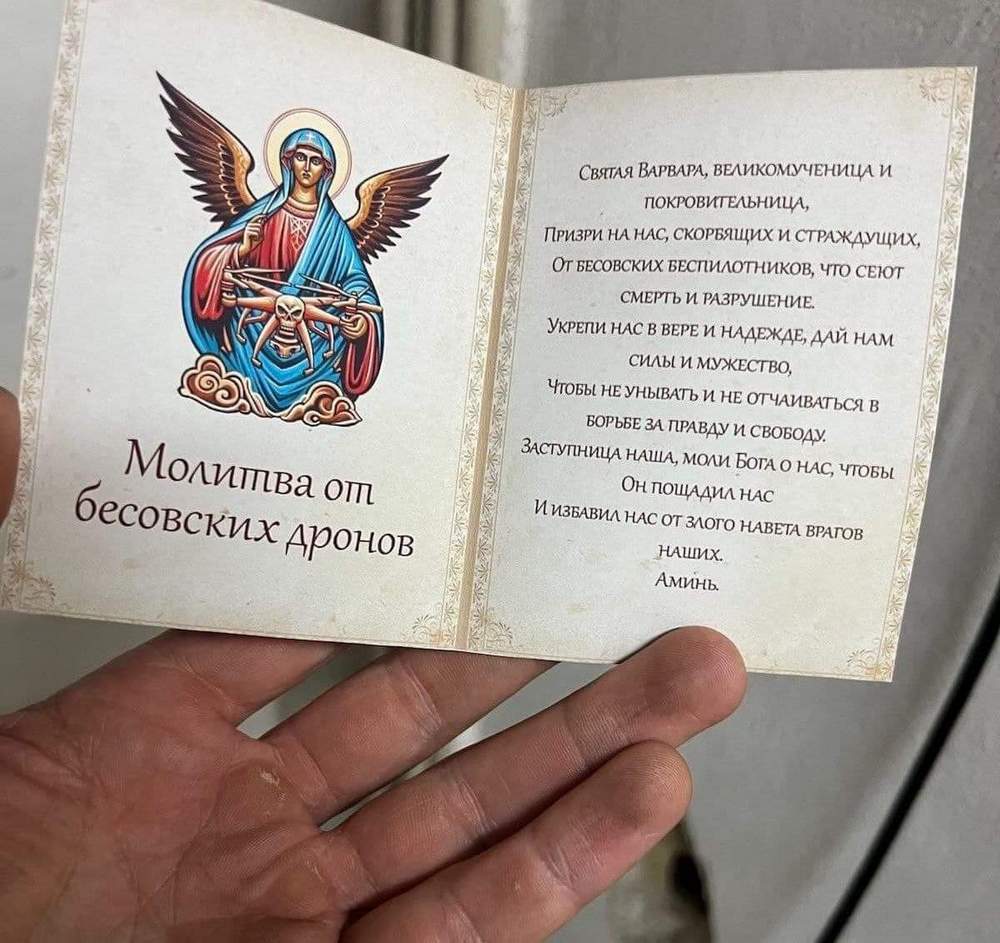 Молитва от
бесовских дронов
Святая Варвара, великомученица и
покровительница,
Призри на нас, скорбящих и страждущих,
От бесовских беспилотников, что сеют
смерть и разрушение.
Укрепи нас в вере и надежде, дай нам
силы и мужество,
Чтобы не унывать и не отчаиваться в
борьбе за правду и свободу.
Заступница наша, моли Бога о нас, чтобы
Он пощадил нас
И избавил нас от злого навета врагов
наших.
Аминь.